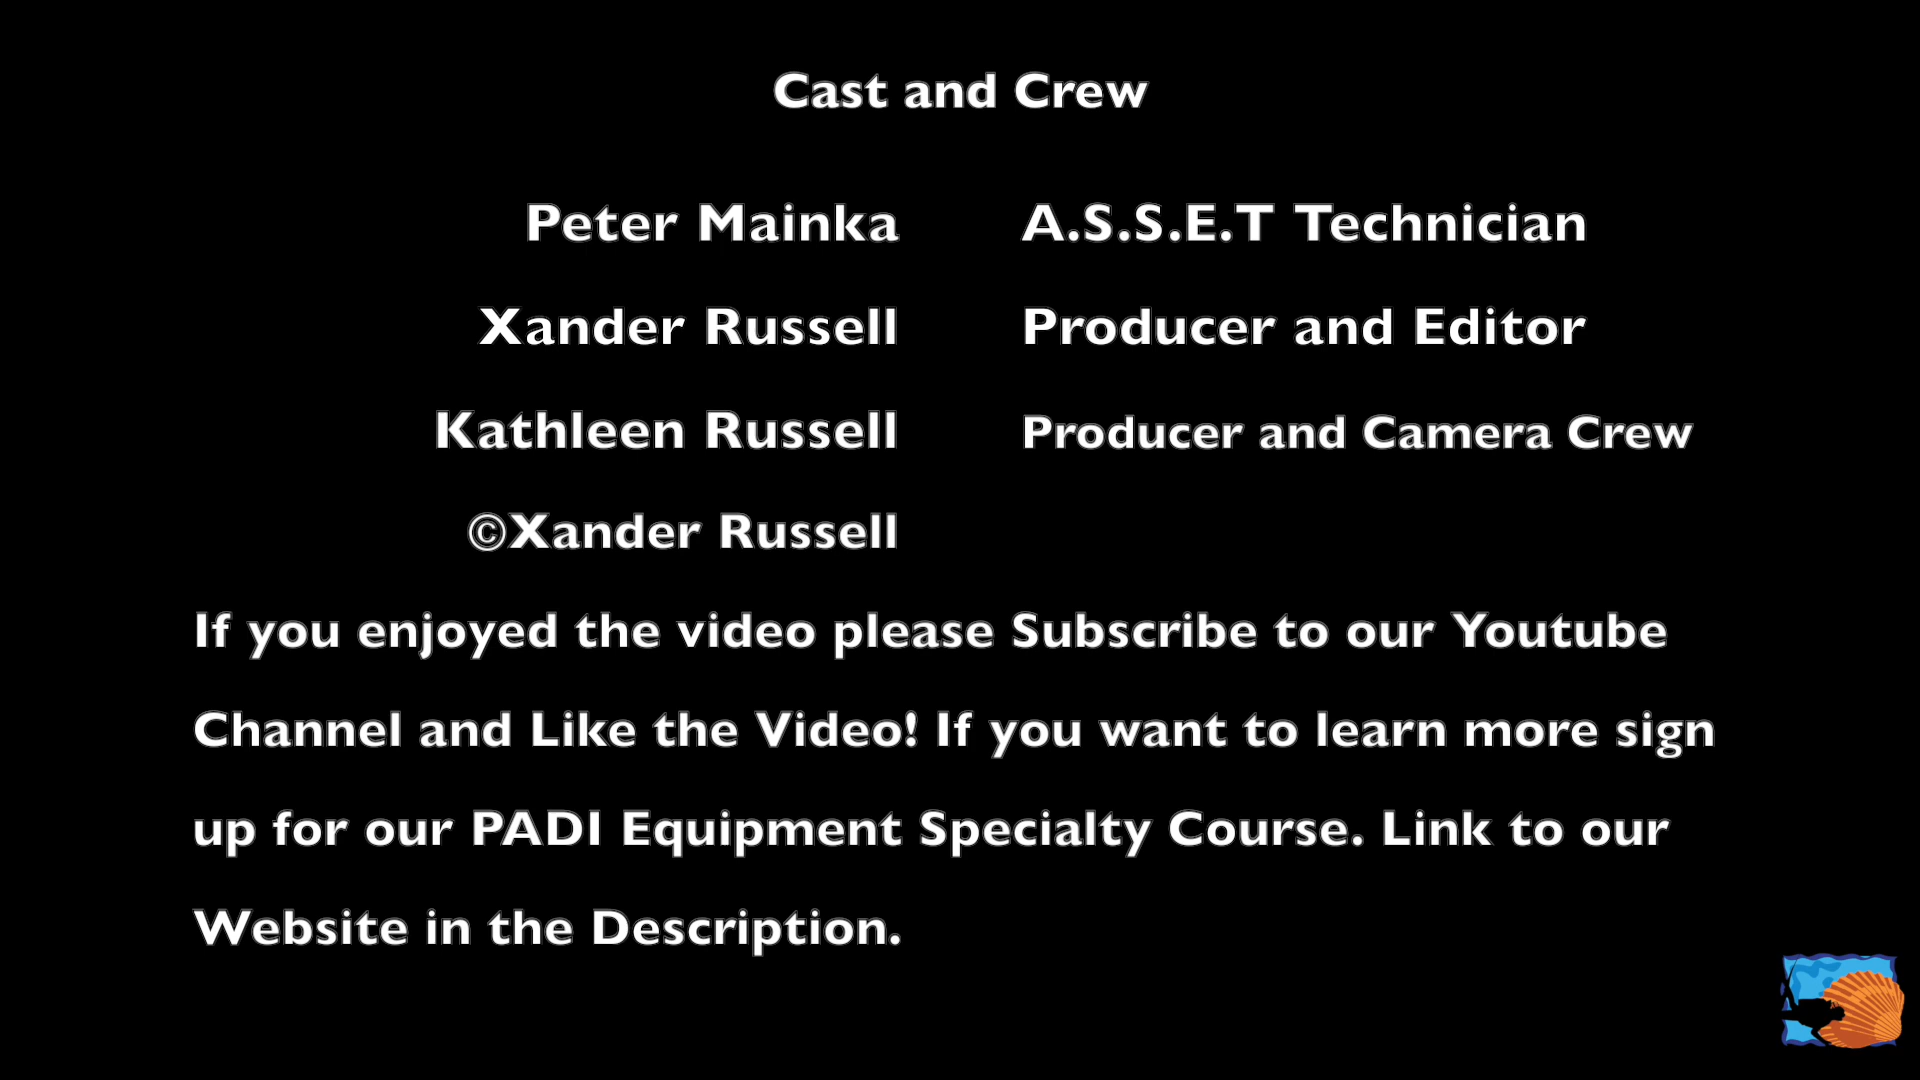 Cast and Crew
Peter Mainka A.S.S.E.T Technician
Xander Russell Producer and Editor
Kathleen Russell Producer and Camera Crew
©Xander Russell
If you enjoyed the video please Subscribe to our Youtube
Channel and Like the Video! If you want to learn more sign
up for our PADI Equipment Specialty Course. Link to our
Website in the Description.